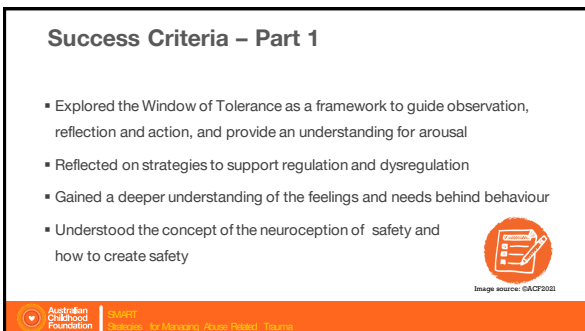 Success Criteria – Part 1
▪ Explored the Window of Tolerance as a framework to guide observation,
reflection and action, and provide an understanding for arousal
▪ Reflected on strategies to support regulation and dysregulation
▪ Gained a deeper understanding of the feelings and needs behind behaviour
▪ Understood the concept of the neuroception of safety and
how to create safety
Image source: ©ACF2021
Australian
Childhood
Foundation
SMART
Strategies for Managing Abuse Related Trauma